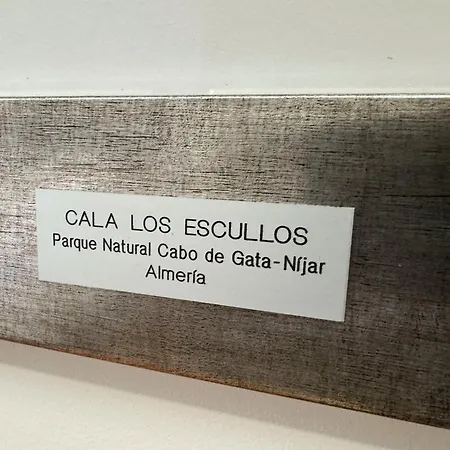 CALA LOS ESCULLOS
Parque Natural Cabo de Gata-Níjar
Almería